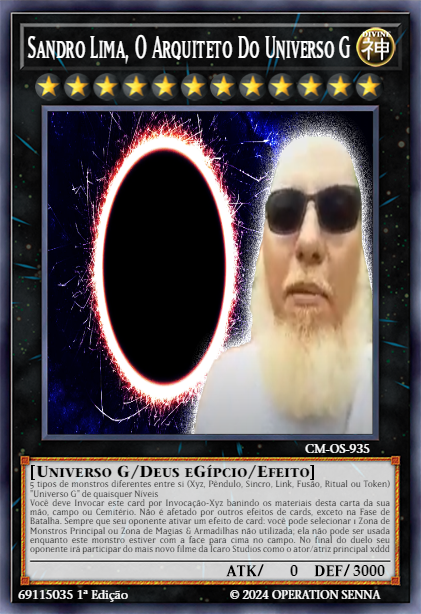 Sandro Lima, O Arquiteto Do Universo G
DIVINE
神
CM-OS-935
[Universo G/Deus eGípcio/Efeito]
5 tipos de monstros diferentes entre si (Xyz, Pêndulo, Sincro, Link, Fusão, Ritual ou Token)
"Universo G" de quaisquer Niveis
Você deve Invocar este card por Invocação-Xyz banindo os materiais desta carta da sua
mão, campo ou Cemitério. Não é afetado por outros efeitos de cards, exceto na Fase de
Batalha. Sempre que seu oponente ativar um efeito de card: você pode selecionar 1 Zona de
Monstros Principal ou Zona de Magias & Armadilhas não utilizada; ela não pode ser usada
enquanto este monstro estiver com a face para cima no campo. No final do duelo seu
oponente irá participar do mais novo filme da Ícaro Studios como o ator/atriz principal xddd
ATK/ 0 DEF/ 3000
69115035 1ª Edição © 2024 OPERATION SENNA